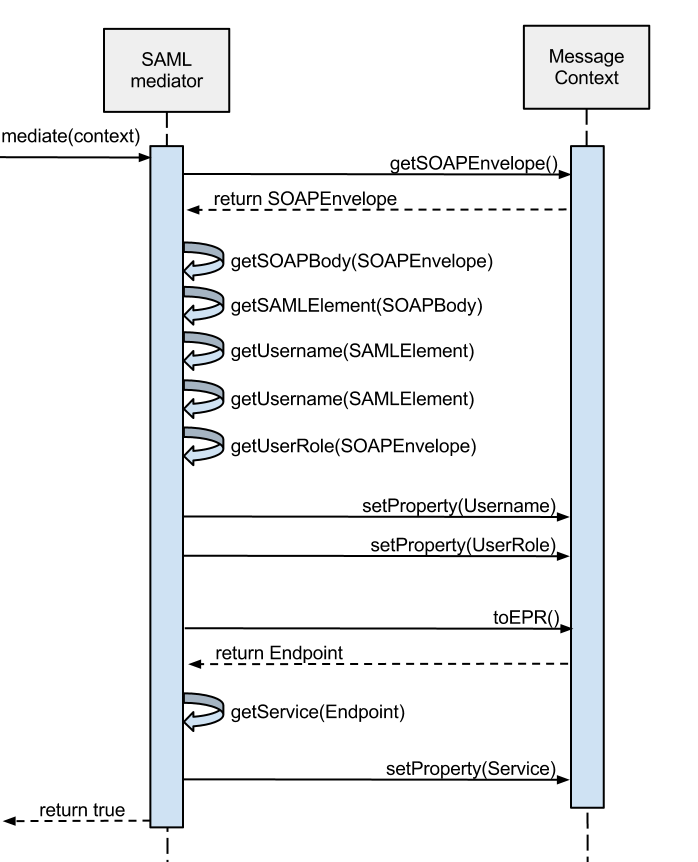 SAML
mediator
Message
Context
mediate(context)
getSOAPEnvelope()
return SOAPEnvelope
getSOAPBody(SOAPEnvelope)
getSAMLElement(SOAPBody)
getUsername(SAMLElement)
getUsername(SAMLElement)
getUserRole(SOAPEnvelope)
setProperty(Username)
setProperty(UserRole)
toEPR()
return Endpoint
getService(Endpoint)
setProperty(Service)
return true